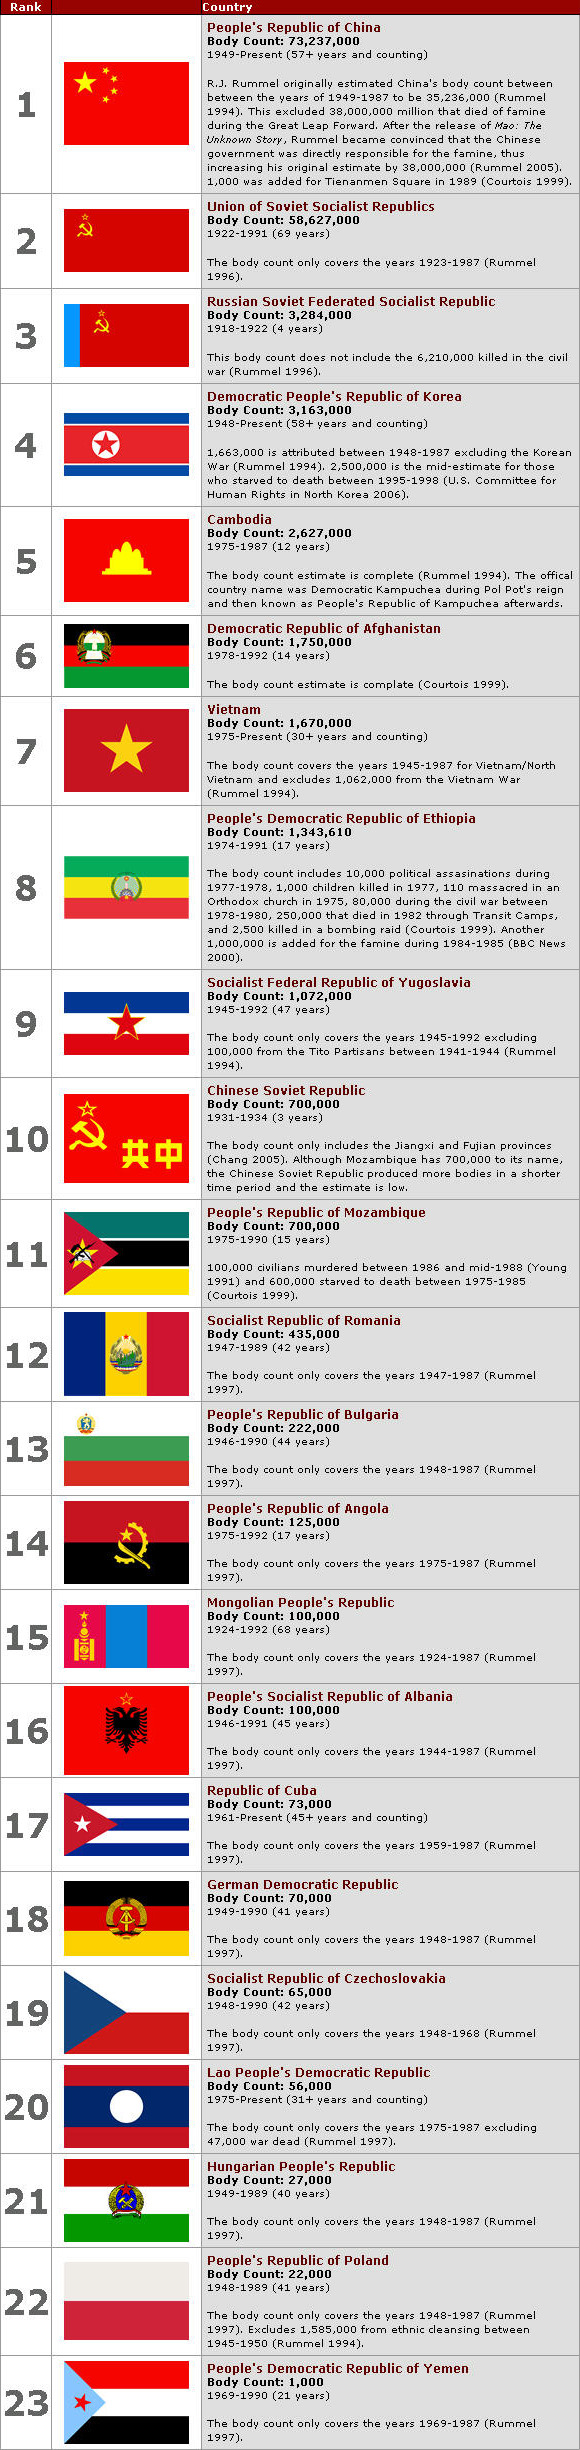 Rank Country
1
People's Republic of China
Body Count: 73,237,000
1949-Present (57+ years and counting)
R.J. Rummel originally estimated China's body count between
between the years of 1949-1987 to be 35,236,000 (Rummel
1994). This excluded 38,000,000 million that died of famine
during the Great Leap Forward. After the release of Mao: The
Unknown Story, Rummel became convinced that the Chinese
government was directly responsible for the famine, thus
increasing his original estimate by 38,000,000 (Rummel 2005).
1,000 was added for Tienanmen Square in 1989 (Courtois 1999).
2
Union of Soviet Socialist Republics
Body Count: 58,627,000
1922-1991 (69 years)
The body count only covers the years 1923-1987 (Rummel
1996).
3
Russian Soviet Federated Socialist Republic
Body Count: 3,284,000
1918-1922 (4 years)
This body count does not include the 6,210,000 killed in the civil
war (Rummel 1996).
4
Democratic People's Republic of Korea
Body Count: 3,163,000
1948-Present (58+ years and counting)
1,663,000 is attributed between 1948-1987 excluding the Korean
War (Rummel 1994). 2,500,000 is the mid-estimate for those
who starved to death between 1995-1998 (U.S. Committee for
Human Rights in North Korea 2006).
5
Cambodia
Body Count: 2,627,000
1975-1987 (12 years)
The body count estimate is complete (Rummel 1994). The offical
country name was Democratic Kampuchea during Pol Pot's reign
and then known as People's Republic of Kampuchea afterwards.
6
Democratic Republic of Afghanistan
Body Count: 1,750,000
1978-1992 (14 years)
The body count estimate is complate (Courtois 1999).
7
Vietnam
Body Count: 1,670,000
1975-Present (30+ years and counting)
The body count covers the years 1945-1987 for Vietnam/North
Vietnam and excludes 1,062,000 from the Vietnam War
(Rummel 1994).
8
People's Democratic Republic of Ethiopia
Body Count: 1,343,610
1974-1991 (17 years)
The body count includes 10,000 political assasinations during
1977-1978, 1,000 children killed in 1977, 110 massacred in an
Orthodox church in 1975, 80,000 during the civil war between
1978-1980, 250,000 that died in 1982 through Transit Camps,
and 2,500 killed in a bombing raid (Courtois 1999). Another
1,000,000 is added for the famine during 1984-1985 (BBC News
2000).
9
Socialist Federal Republic of Yugoslavia
Body Count: 1,072,000
1945-1992 (47 years)
The body count only covers the years 1945-1992 excluding
100,000 from the Tito Partisans between 1941-1944 (Rummel
1994).
10
共中
Chinese Soviet Republic
Body Count: 700,000
1931-1934 (3 years)
The body count only includes the Jiangxi and Fujian provinces
(Chang 2005). Although Mozambique has 700,000 to its name,
the Chinese Soviet Republic produced more bodies in a shorter
time period and the estimate is low.
11
People's Republic of Mozambique
Body Count: 700,000
1975-1990 (15 years)
100,000 civilians murdered between 1986 and mid-1988 (Young
1991) and 600,000 starved to death between 1975-1985
(Courtois 1999).
12
Socialist Republic of Romania
Body Count: 435,000
1947-1989 (42 years)
The body count only covers the years 1947-1987 (Rummel
1997).
13
People's Republic of Bulgaria
Body Count: 222,000
1946-1990 (44 years)
The body count only covers the years 1948-1987 (Rummel
1997).
14
People's Republic of Angola
Body Count: 125,000
1975-1992 (17 years)
The body count only covers the years 1975-1987 (Rummel
1997).
15
Mongolian People's Republic
Body Count: 100,000
1924-1992 (68 years)
The body count only covers the years 1924-1987 (Rummel
1997).
16
People's Socialist Republic of Albania
Body Count: 100,000
1946-1991 (45 years)
The body count only covers the years 1944-1987 (Rummel
1997).
17
Republic of Cuba
Body Count: 73,000
1961-Present (45+ years and counting)
The body count only covers the years 1959-1987 (Rummel
1997).
18
German Democratic Republic
Body Count: 70,000
1949-1990 (41 years)
The body count only covers the years 1948-1987 (Rummel
1997).
19
Socialist Republic of Czechoslovakia
Body Count: 65,000
1948-1990 (42 years)
The body count only covers the years 1948-1968 (Rummel
1997).
20
Lao People's Democratic Republic
Body Count: 56,000
1975-Present (31+ years and counting)
The body count only covers the years 1975-1987 excluding
47,000 war dead (Rummel 1997).
21
Hungarian People's Republic
Body Count: 27,000
1949-1989 (40 years)
The body count only covers the years 1948-1987 (Rummel
1997).
22
People's Republic of Poland
Body Count: 22,000
1948-1989 (41 years)
The body count only covers the years 1948-1987 (Rummel
1997). Excludes 1,585,000 from ethnic cleansing between
1945-1950 (Rummel 1994).
23
People's Democratic Republic of Yemen
Body Count: 1,000
1969-1990 (21 years)
The body count only covers the years 1969-1987 (Rummel
1997).